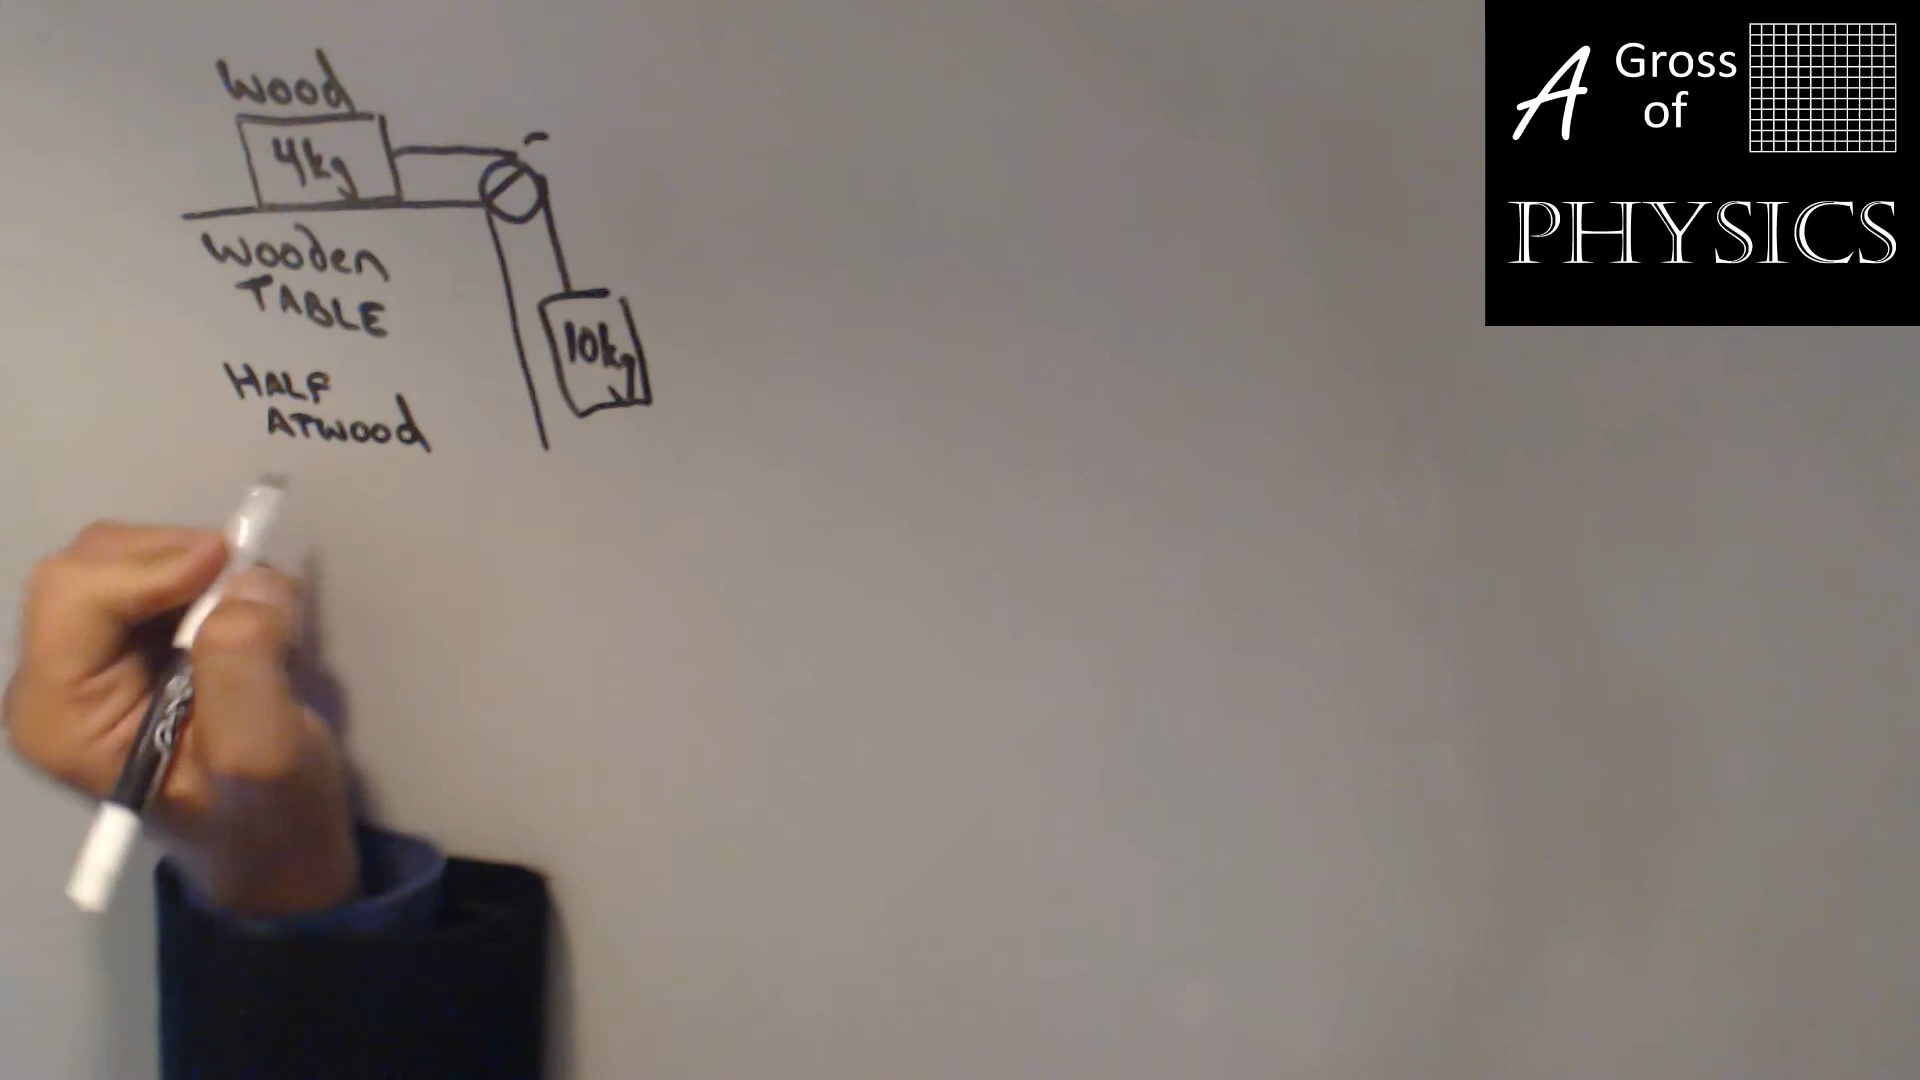 Wood
4kg
Wooden
TABLE
10kg
HALF
ATWOOD
A Gross
of
PHYSICS